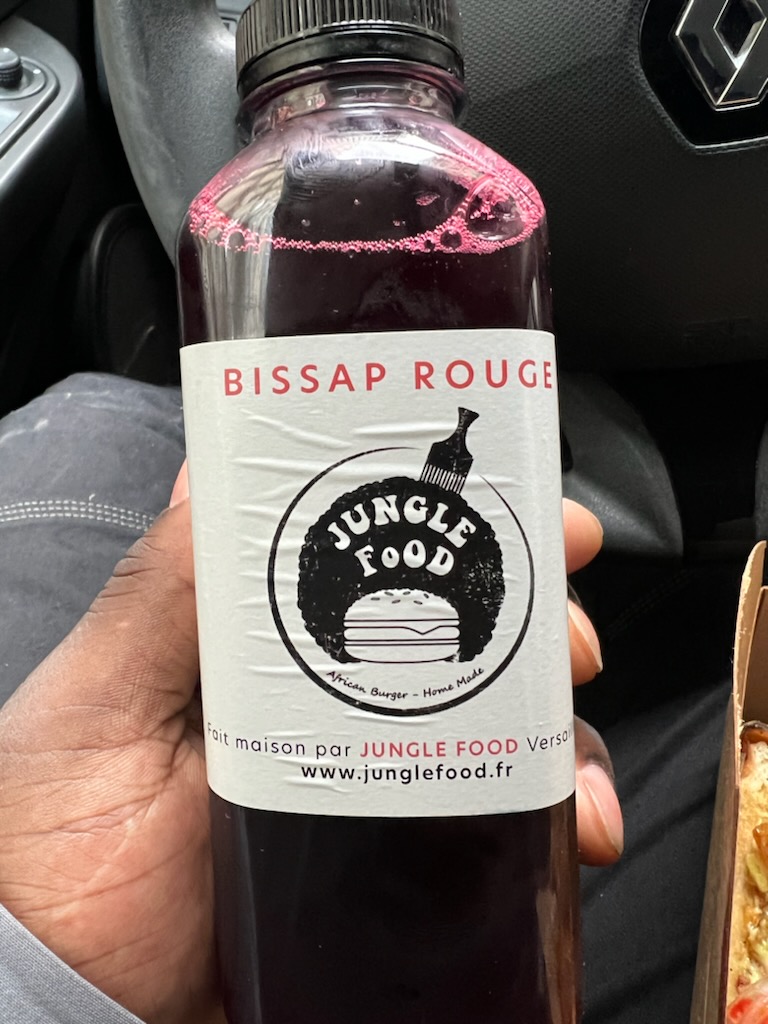 BISSAP ROUGE
JUNGLE
FOOD
African Burger - Home Made
Fait maison par JUNGLE FOOD
www.junglefood.fr